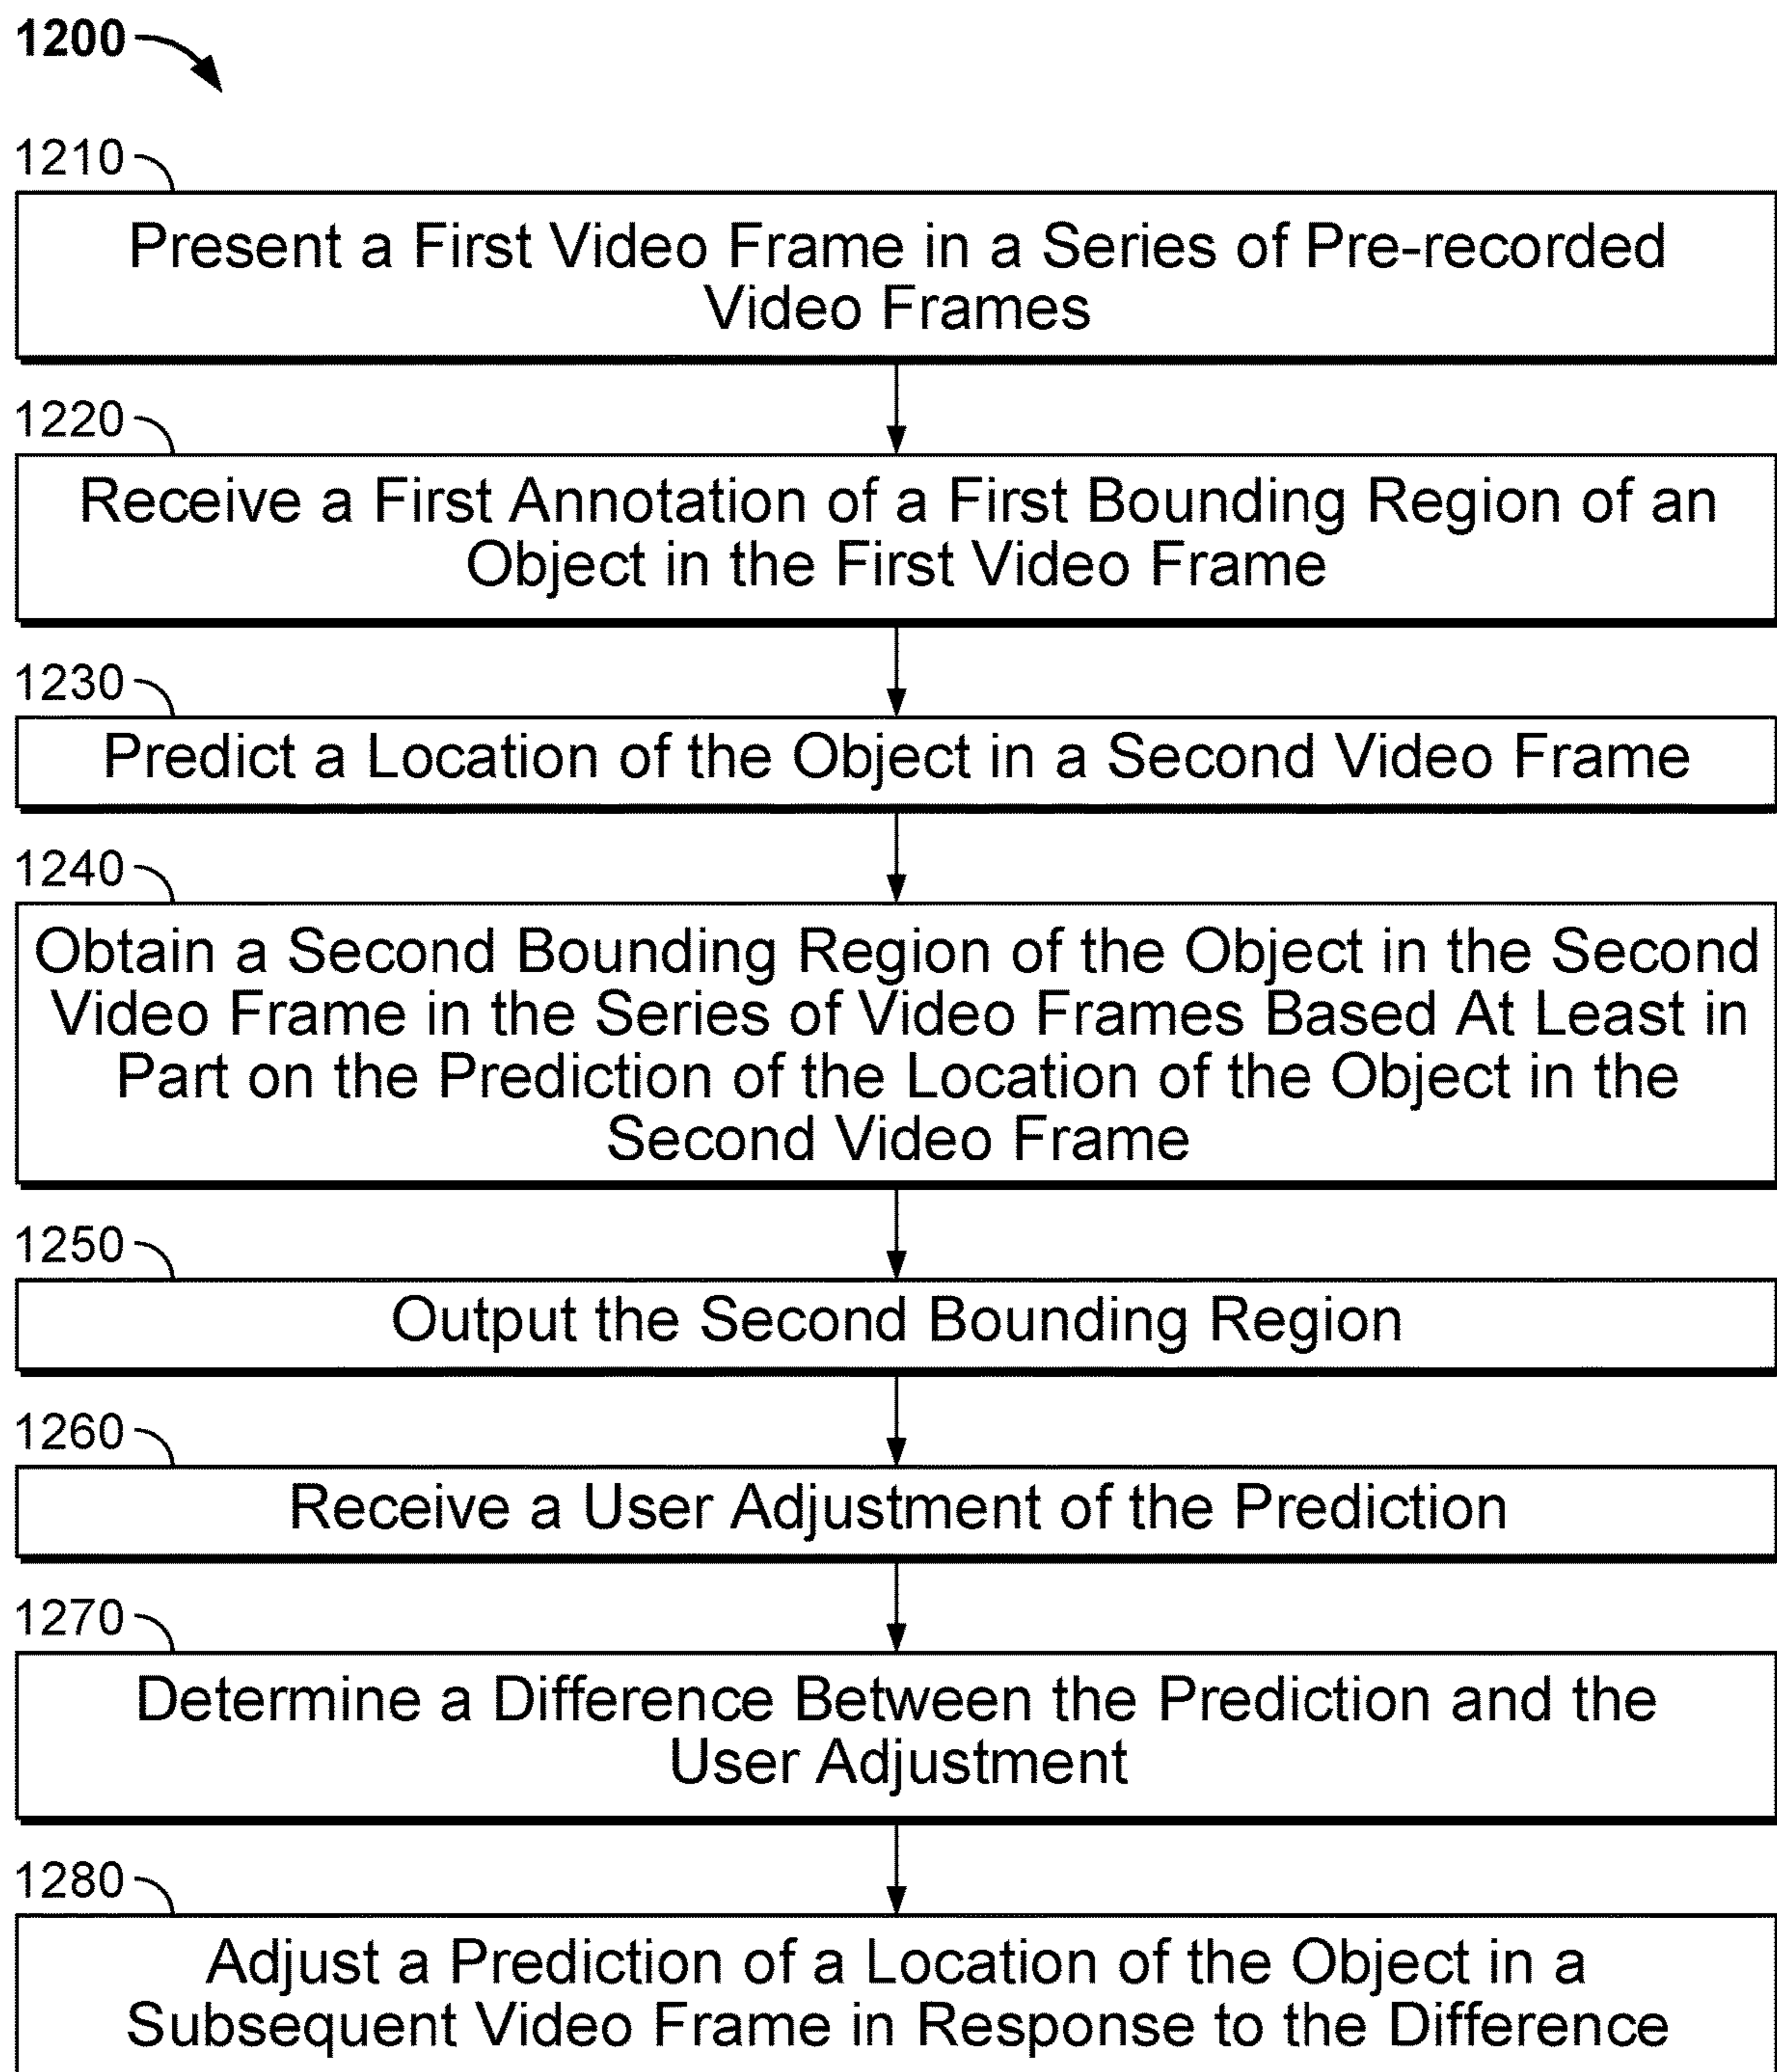 1200
1210
Present a First Video Frame in a Series of Pre-recorded
Video Frames
1220
Receive a First Annotation of a First Bounding Region of an
Object in the First Video Frame
1230
Predict a Location of the Object in a Second Video Frame
1240
Obtain a Second Bounding Region of the Object in the Second
Video Frame in the Series of Video Frames Based At Least in
Part on the Prediction of the Location of the Object in the
Second Video Frame
1250
Output the Second Bounding Region
1260
Receive a User Adjustment of the Prediction
1270
Determine a Difference Between the Prediction and the
User Adjustment
1280
Adjust a Prediction of a Location of the Object in a
Subsequent Video Frame in Response to the Difference